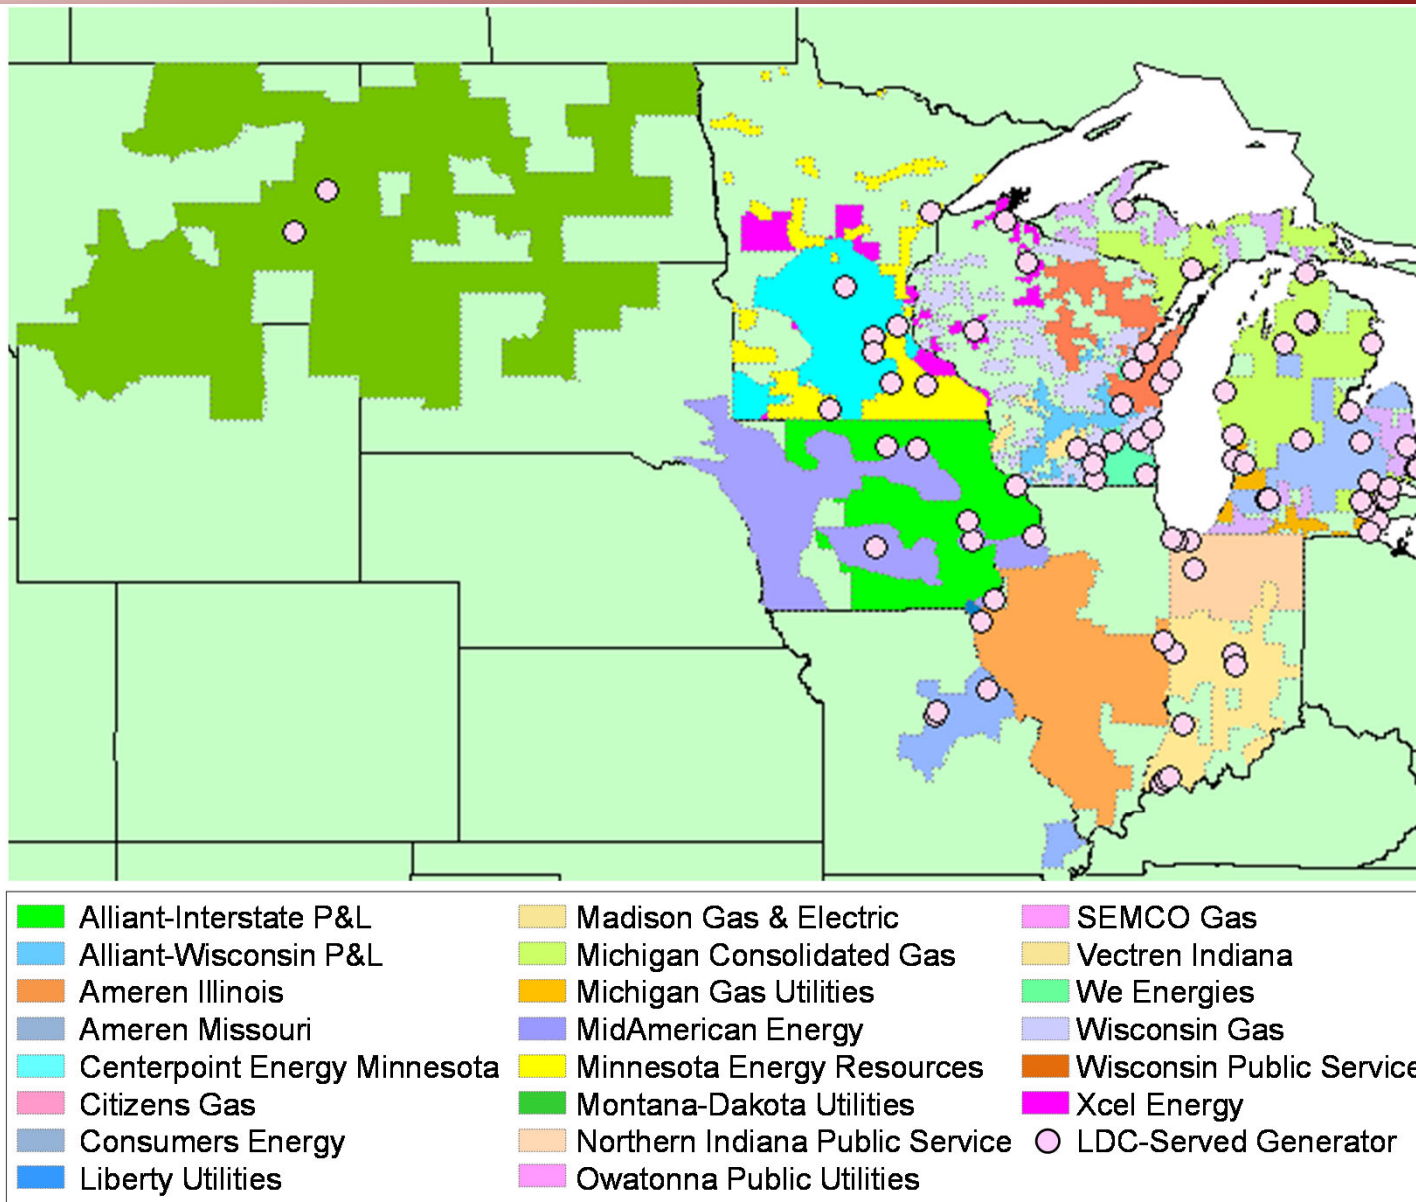 Alliant-Interstate P&L
Alliant-Wisconsin P&L
Ameren Illinois
Ameren Missouri
Centerpoint Energy Minnesota
Citizens Gas
Consumers Energy
Liberty Utilities
Madison Gas & Electric
Michigan Consolidated Gas
Michigan Gas Utilities
MidAmerican Energy
Minnesota Energy Resources
Montana-Dakota Utilities
Northern Indiana Public Service
Owatonna Public Utilities
SEMCO Gas
Vectren Indiana
We Energies
Wisconsin Gas
Wisconsin Public Service
Xcel Energy
LDC-Served Generator